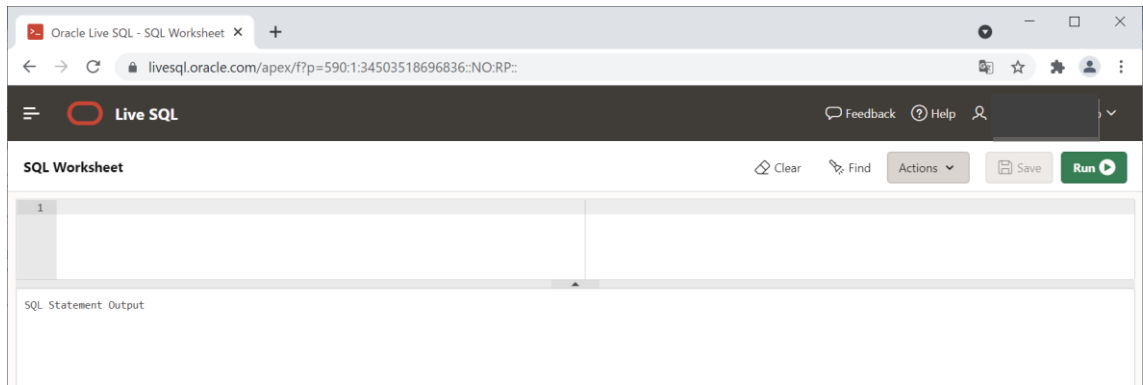 Oracle Live SQL - SQL Worksheet
livesql.oracle.com/apex/f?p=590:1:34503518696836::NO:RP::
Live SQL Feedback Help
SQL Worksheet Clear Find Actions Save Run
1
SQL Statement Output